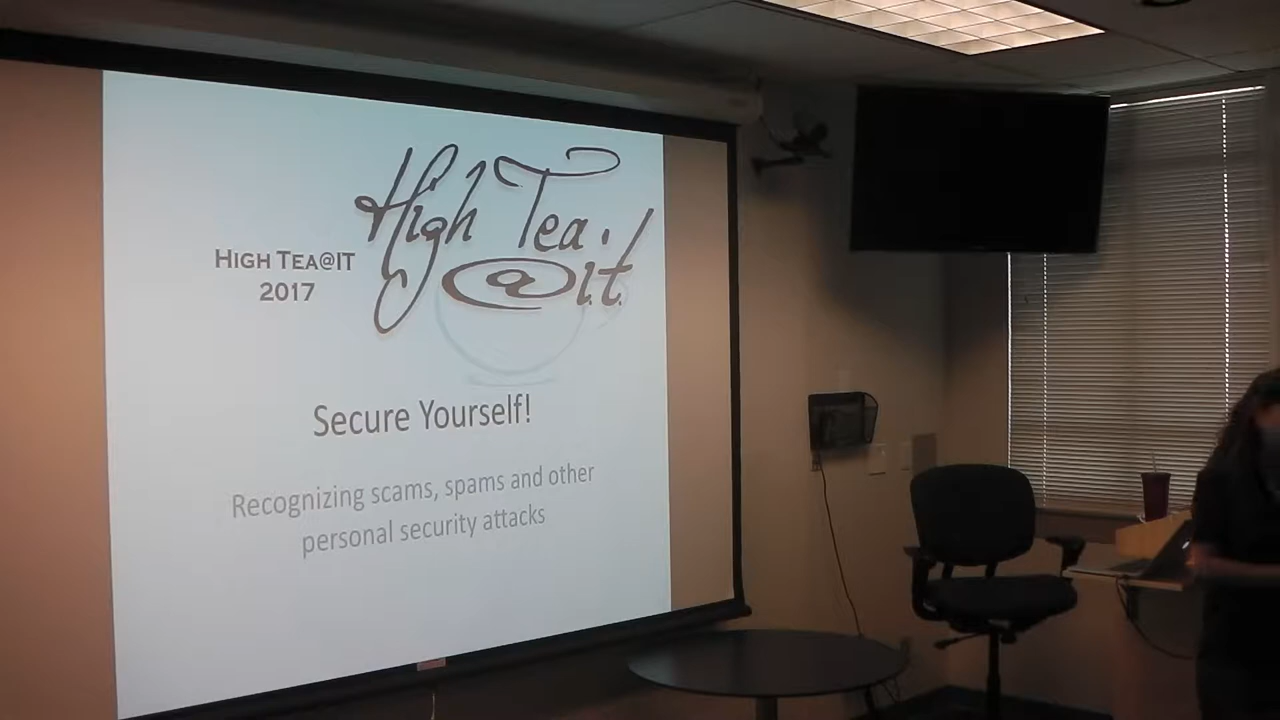 High Tea
@I.T.
HIGH TEA@IT
2017
Secure Yourself!
Recognizing scams, spams and other
personal security attacks